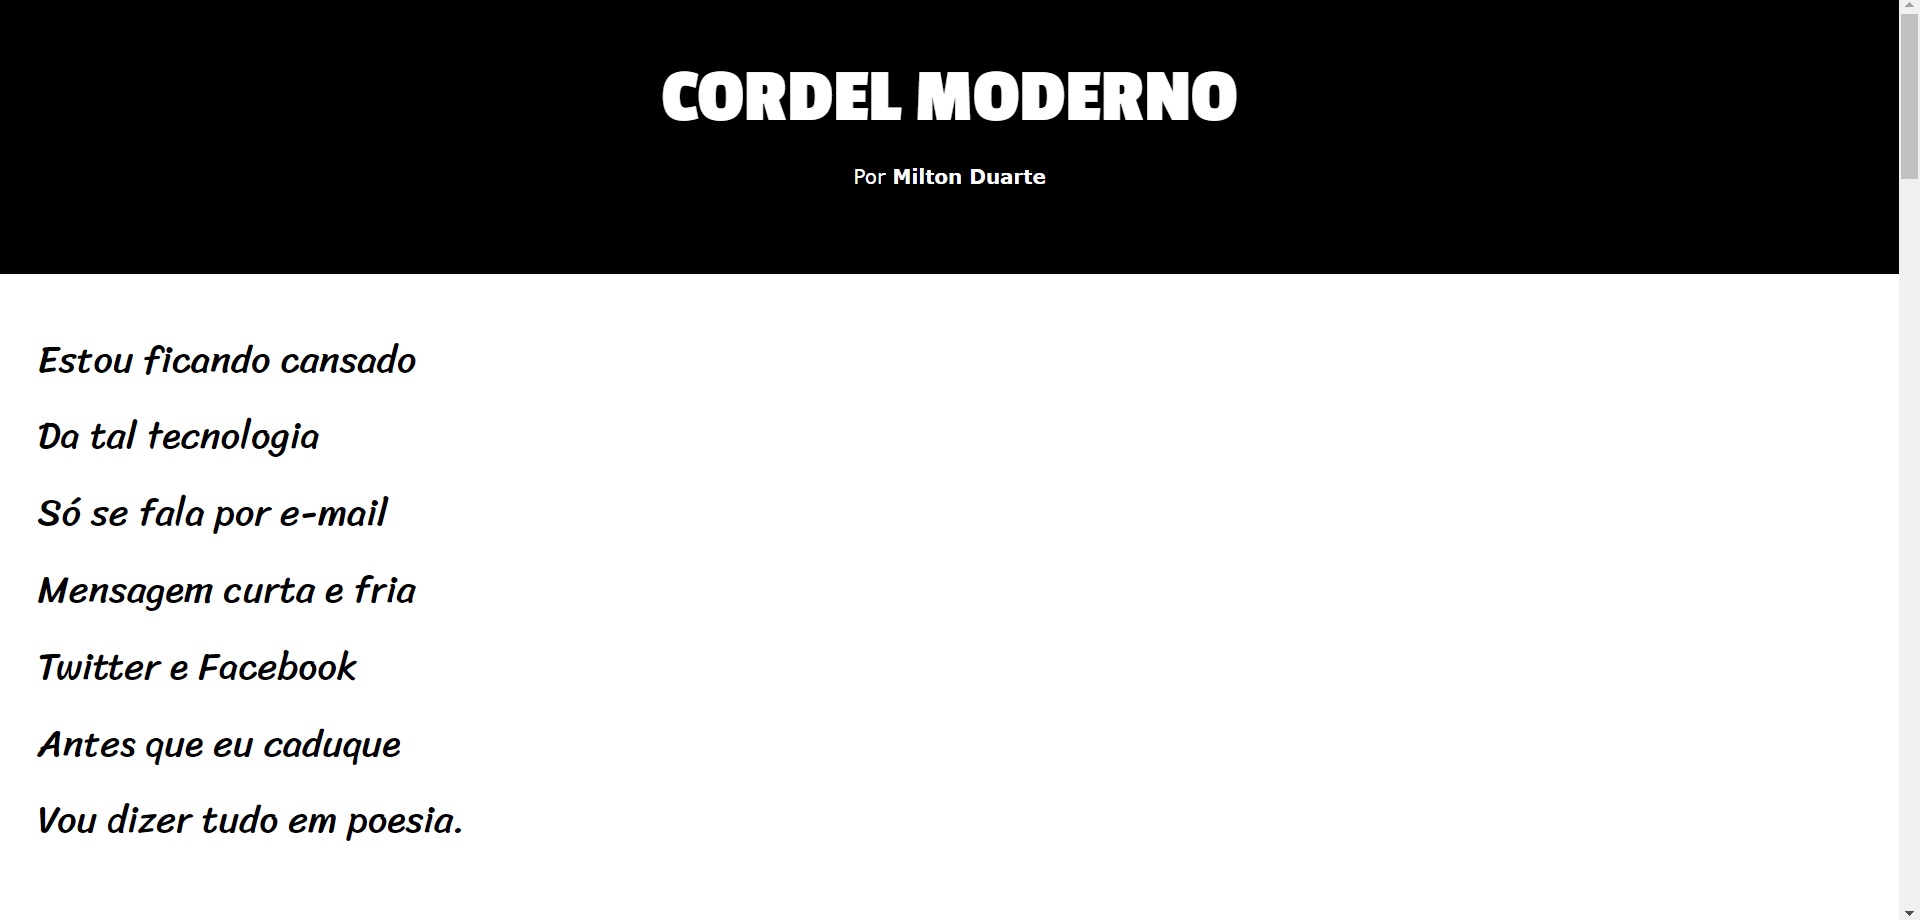 CORDEL MODERNO
Por Milton Duarte
Estou ficando cansado
Da tal tecnologia
Só se fala por e-mail
Mensagem curta e fria
Twitter e Facebook
Antes que eu caduque
Vou dizer tudo em poesia.